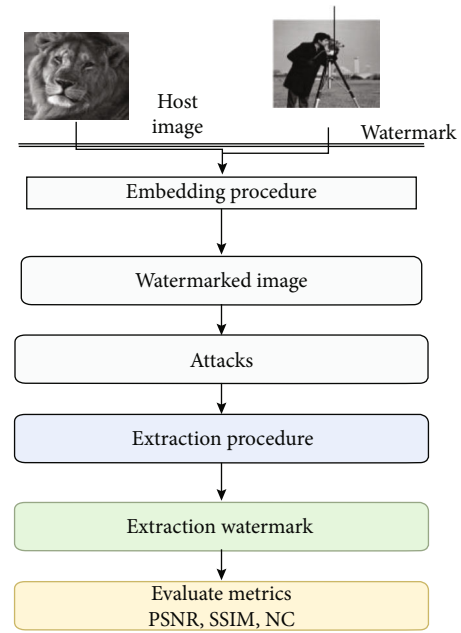 Host
image
Watermark
Embedding procedure
Watermarked image
Attacks
Extraction procedure
Extraction watermark
Evaluate metrics
PSNR, SSIM, NC